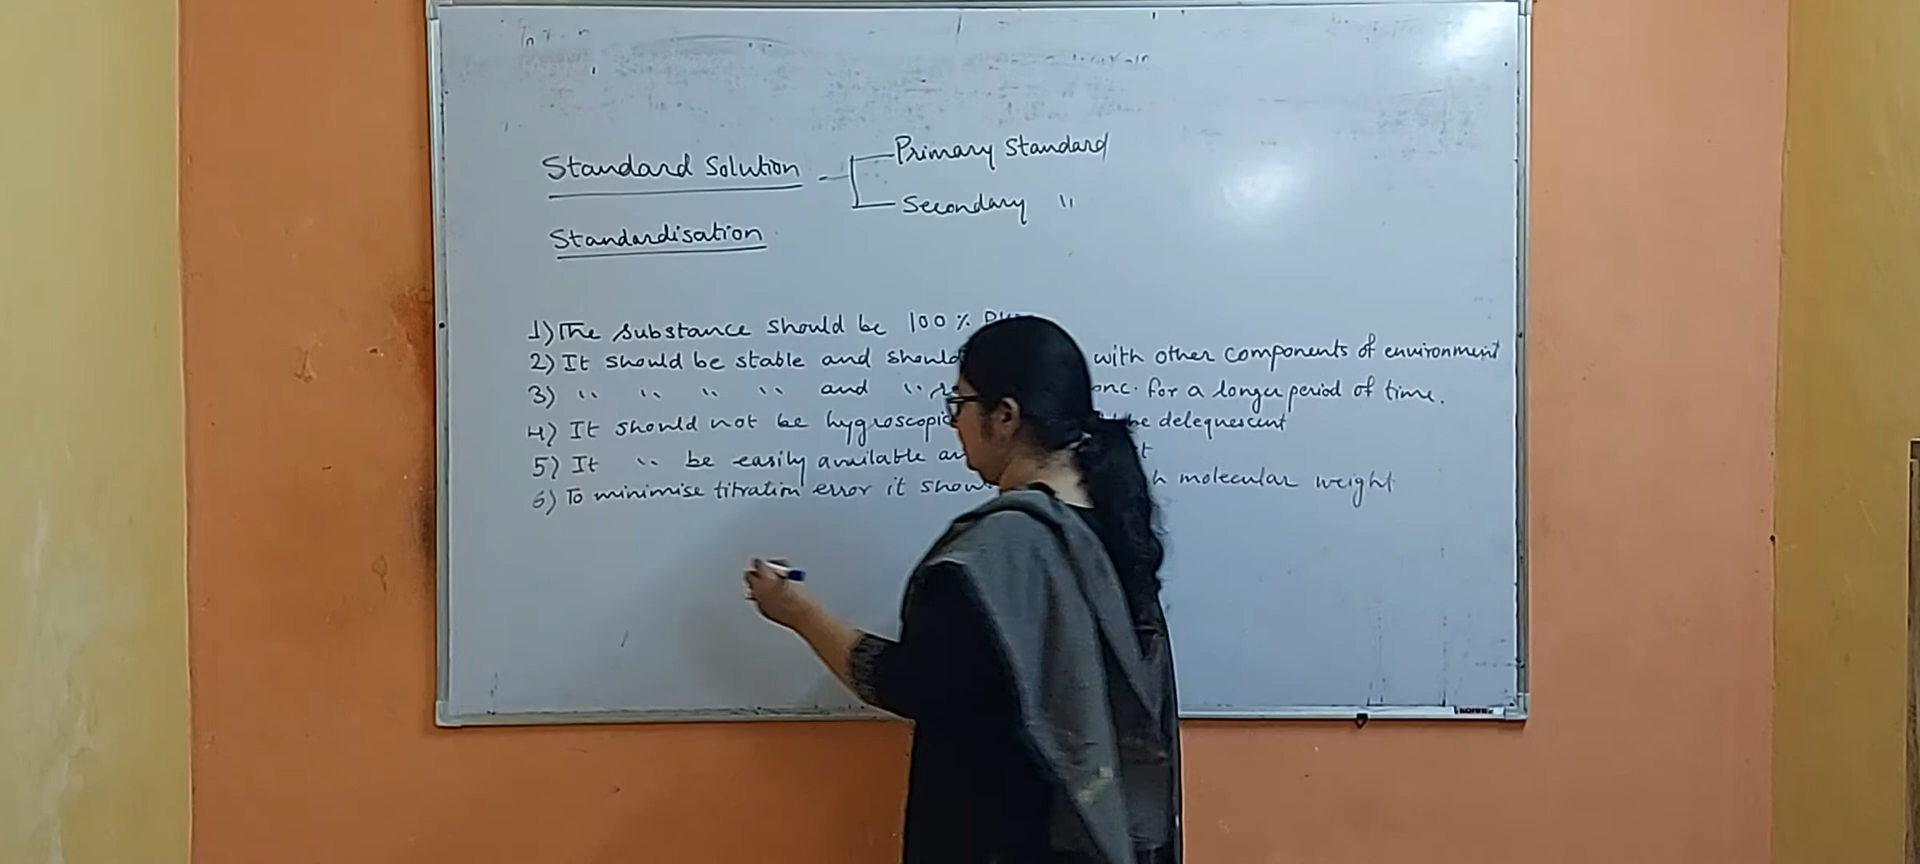 Standard Solution
Primary Standard
Secondary "
Standardisation
1) The substance should be 100 %
2) It should be stable and should with other components of environment
3) " " " " and " for a longer period of time.
4) It should not be hygroscopic be delequescent
5) It " be easily available
6) To minimise titration error it molecular weight